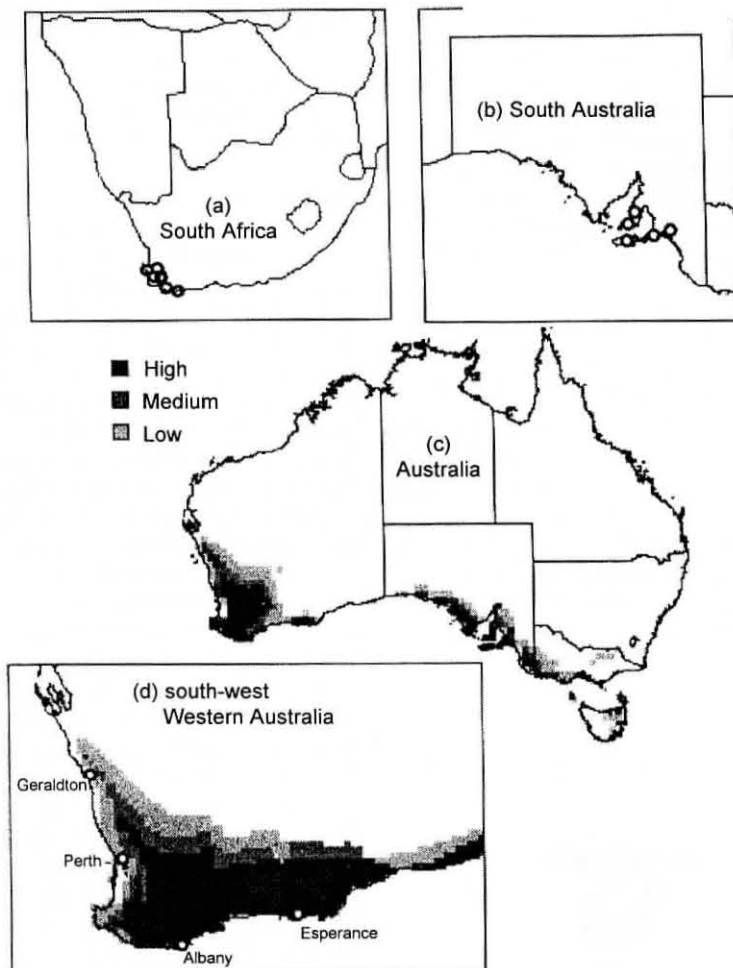 (a)
South Africa
(b) South Australia
High
Medium
Low
(c)
Australia
(d) south-west
Western Australia
Geraldton
Perth
Esperance
Albany